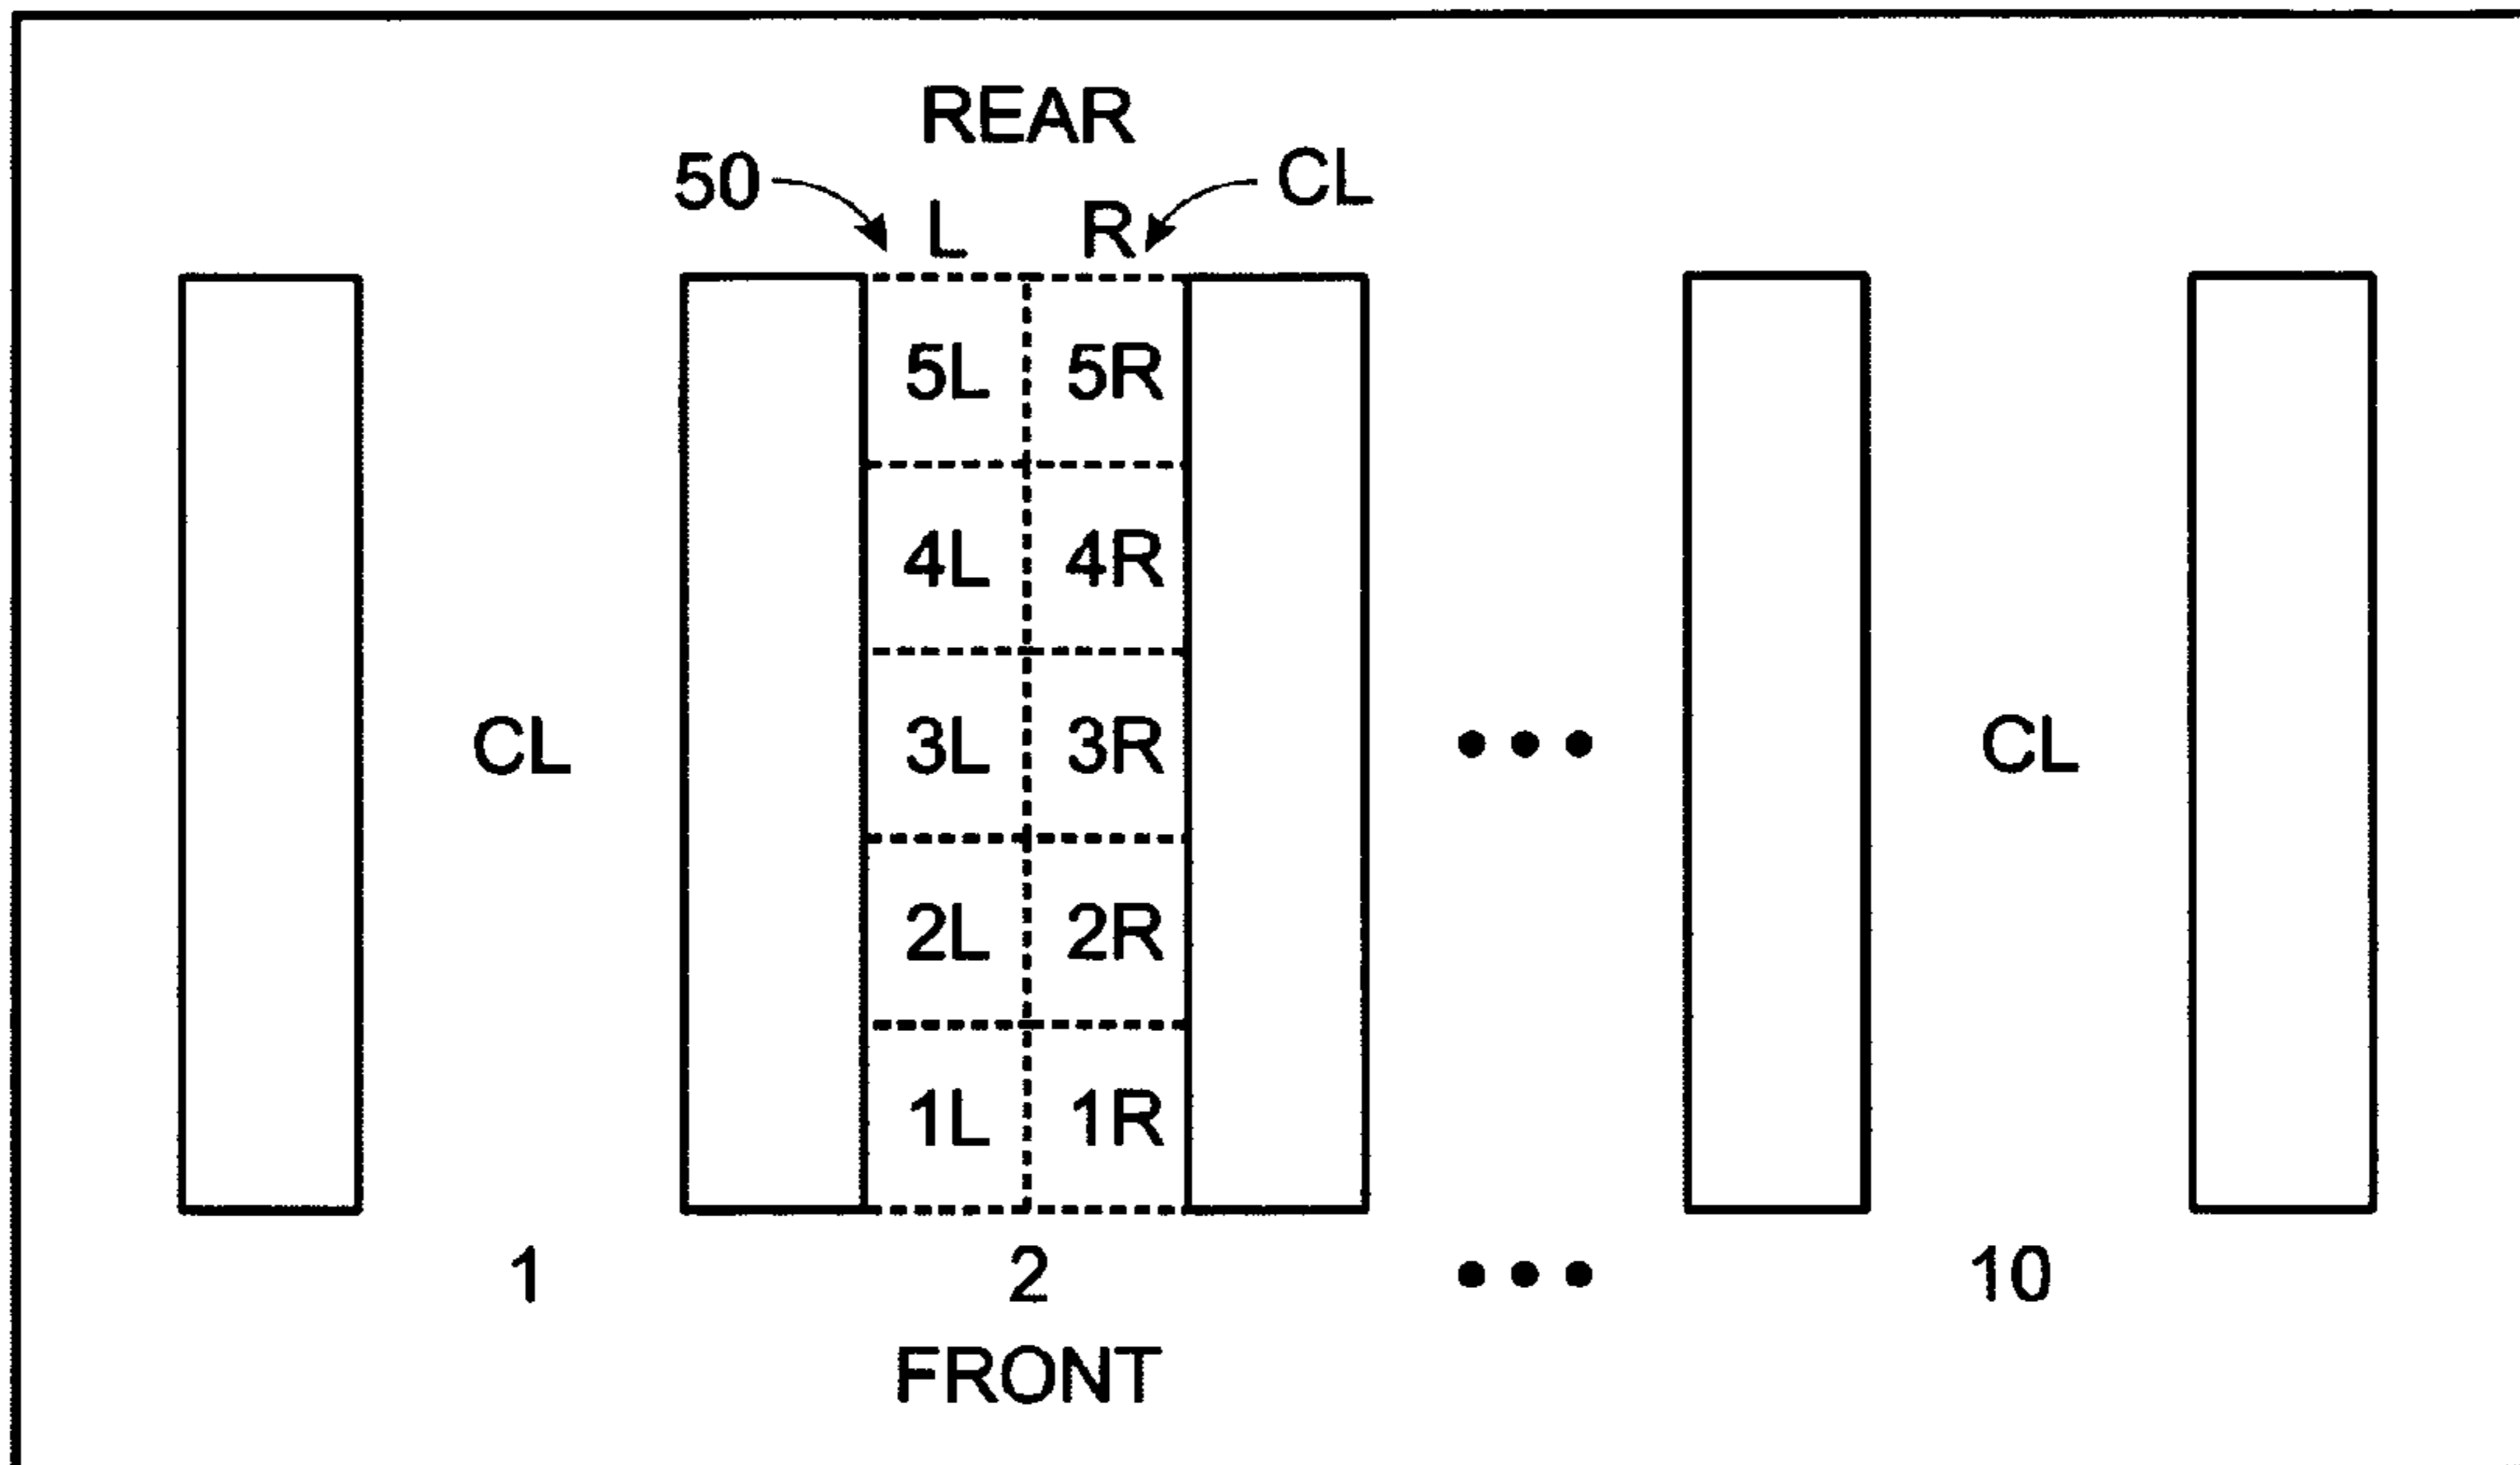 REAR
50 CL
L R
5L 5R
4L 4R
CL 3L 3R ••• CL
2L 2R
1L 1R
1 2 ••• 10
FRONT